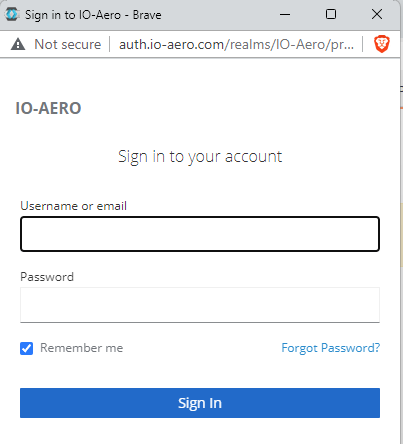 Sign in to IO-Aero - Brave
Not secure auth.io-aero.com/realms/IO-Aero/pr...
IO-AERO
Sign in to your account
Username or email
Password
Remember me Forgot Password?
Sign In